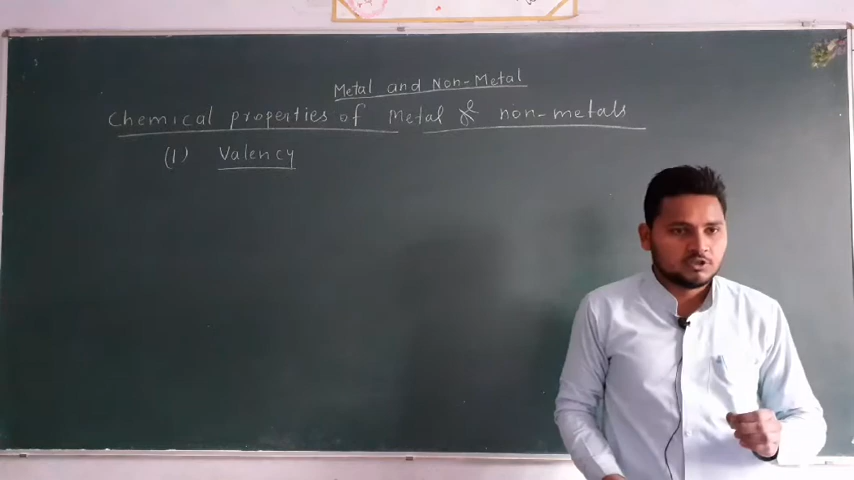 Metal and Non-Metal
Chemical properties of Metal & non-metals
(1) Valency